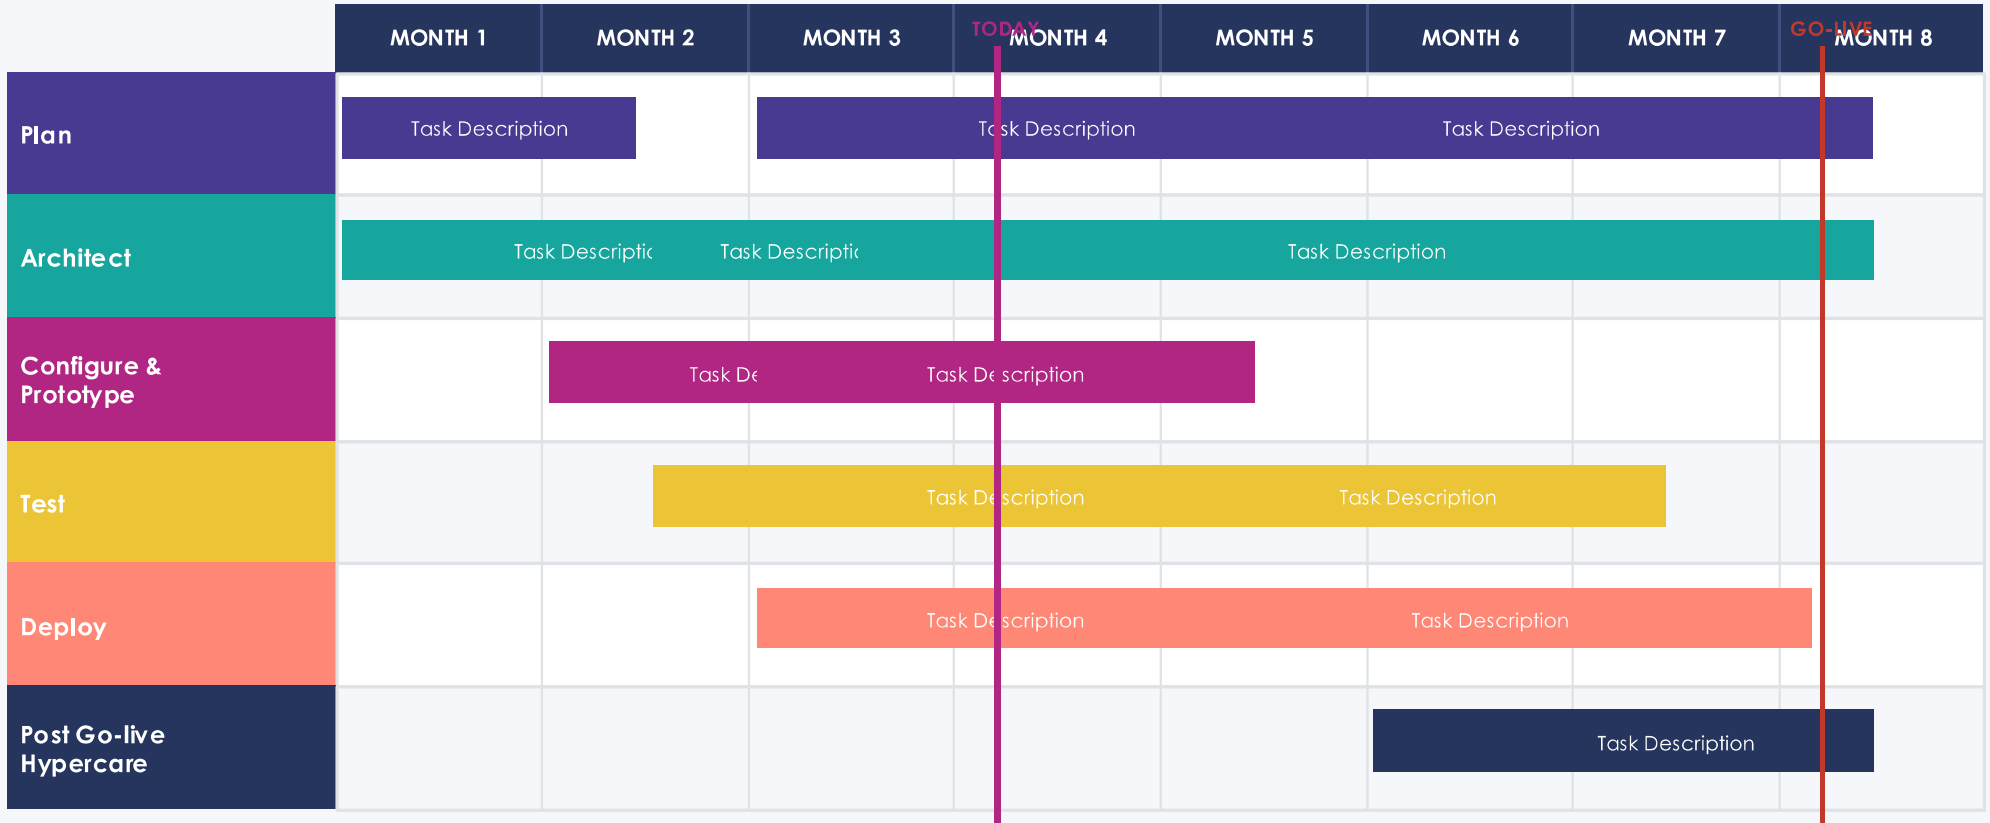 MONTH 1 MONTH 2 MONTH 3 TODAY MONTH 4 MONTH 5 MONTH 6 MONTH 7 GO-LIVE MONTH 8
Plan
Task Description Task Description Task Description
Architect
Task Descriptic Task Descripti Task Description
Configure &
Prototype
Task De Task Description
Test
Task Description Task Description
Deploy
Task Description Task Description
Post Go-live
Hypercare
Task Description